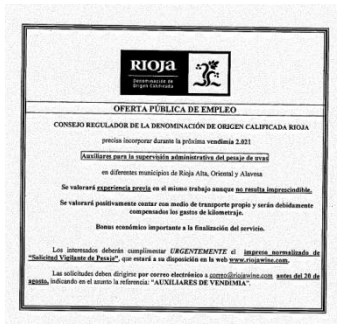 RIOJA
Denominación de
Origen Calificada
OFERTA PÚBLICA DE EMPLEO
CONSEJO REGULADOR DE LA DENOMINACIÓN DE ORIGEN CALIFICADA RIOJA
precisa incorporar durante la próxima vendimia 2.021
Auxiliares para la supervisión administrativa del pesaje de uvas
en diferentes municipios de Rioja Alta, Oriental y Alavesa
Se valorará experiencia previa en el mismo trabajo aunque no resulta imprescindible.
Se valorará positivamente contar con medio de transporte propio y serán debidamente
compensados los gastos de kilometraje.
Bonus económico importante a la finalización del servicio.
Los interesados deberán cumplimentar URGENTEMENTE el impreso normalizado de
"Solicitud Vigilante de Pesaje", que estará a su disposición en la web www.riojawine.com.
Las solicitudes deben dirigirse por correo electrónico a correo@riojawine.com antes del 20 de
agosto, indicando en el asunto la referencia: "AUXILIARES DE VENDIMIA".